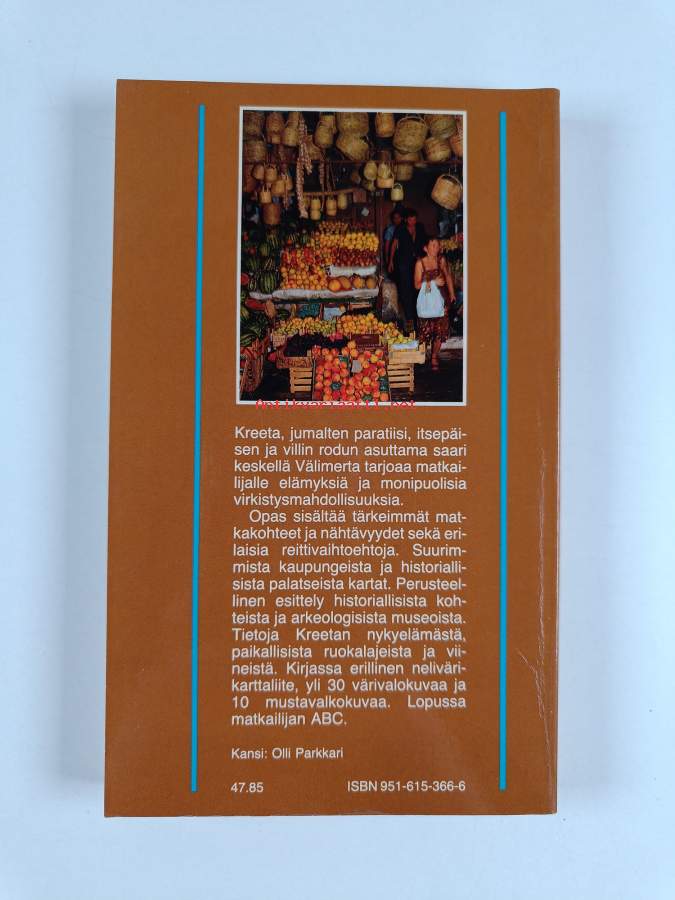 Antikvariaatti.net
Kreeta, jumalten paratiisi, itsepäi-
sen ja villin rodun asuttama saari
keskellä Välimerta tarjoaa matkai-
lijalle elämyksiä ja monipuolisia
virkistysmahdollisuuksia.
Opas sisältää tärkeimmät mat-
kakohteet ja nähtävyydet sekä eri-
laisia reittivaihtoehtoja. Suurim-
mista kaupungeista ja historialli-
sista palatseista kartat. Perusteel-
linen esittely historiallisista koh-
teista ja arkeologisista museoista.
Tietoja Kreetan nykyelämästä,
paikallisista ruokalajeista ja vii-
neistä. Kirjassa erillinen neliväri-
karttaliite, yli 30 värivalokuvaa ja
10 mustavalkokuvaa. Lopussa
matkailijan ABC.
Kansi: Olli Parkkari
47.85 ISBN 951-615-366-6